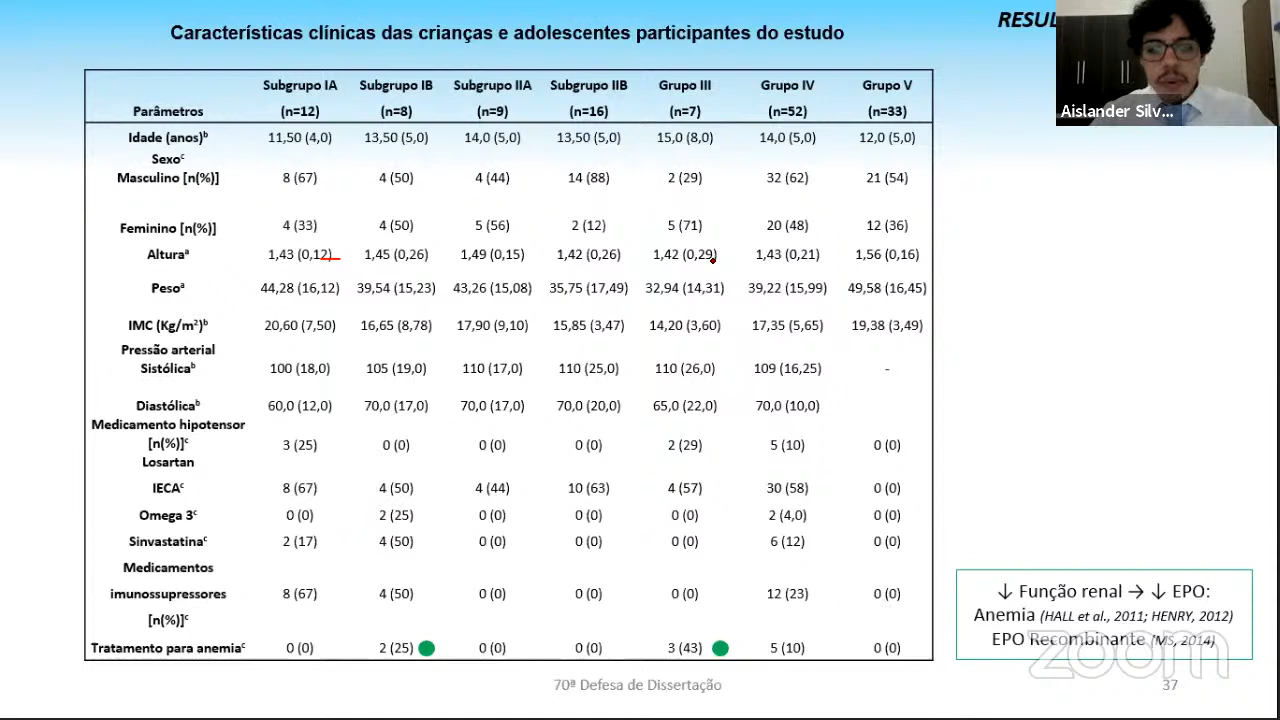 RESUL
Características clínicas das crianças e adolescentes participantes do estudo
Aislander Silv...
Parâmetros Subgrupo IA (n=12) Subgrupo IB (n=8) Subgrupo IIA (n=9) Subgrupo IIB (n=16) Grupo III (n=7) Grupo IV (n=52) Grupo V (n=33)
Idade (anos)ᵇ 11,50 (4,0) 13,50 (5,0) 14,0 (5,0) 13,50 (5,0) 15,0 (8,0) 14,0 (5,0) 12,0 (5,0)
Sexoᶜ
Masculino [n(%)] 8 (67) 4 (50) 4 (44) 14 (88) 2 (29) 32 (62) 21 (54)
Feminino [n(%)] 4 (33) 4 (50) 5 (56) 2 (12) 5 (71) 20 (48) 12 (36)
Alturaᵃ 1,43 (0,12) 1,45 (0,26) 1,49 (0,15) 1,42 (0,26) 1,42 (0,29) 1,43 (0,21) 1,56 (0,16)
Pesoᵃ 44,28 (16,12) 39,54 (15,23) 43,26 (15,08) 35,75 (17,49) 32,94 (14,31) 39,22 (15,99) 49,58 (16,45)
IMC (Kg/m²)ᵇ 20,60 (7,50) 16,65 (8,78) 17,90 (9,10) 15,85 (3,47) 14,20 (3,60) 17,35 (5,65) 19,38 (3,49)
Pressão arterial
Sistólicaᵇ 100 (18,0) 105 (19,0) 110 (17,0) 110 (25,0) 110 (26,0) 109 (16,25) -
Diastólicaᵇ 60,0 (12,0) 70,0 (17,0) 70,0 (17,0) 70,0 (20,0) 65,0 (22,0) 70,0 (10,0)
Medicamento hipotensor
[n(%)]ᶜ 3 (25) 0 (0) 0 (0) 0 (0) 2 (29) 5 (10) 0 (0)
Losartan
IECAᶜ 8 (67) 4 (50) 4 (44) 10 (63) 4 (57) 30 (58) 0 (0)
Omega 3ᶜ 0 (0) 2 (25) 0 (0) 0 (0) 0 (0) 2 (4,0) 0 (0)
Sinvastatinaᶜ 2 (17) 4 (50) 0 (0) 0 (0) 0 (0) 6 (12) 0 (0)
Medicamentos
imunossupressores 8 (67) 4 (50) 0 (0) 0 (0) 0 (0) 12 (23) 0 (0)
[n(%)]ᶜ
Tratamento para anemiaᶜ 0 (0) 2 (25) 0 (0) 0 (0) 3 (43) 5 (10) 0 (0)
↓ Função renal → ↓ EPO:
Anemia (HALL et al., 2011; HENRY, 2012)
EPO Recombinante (MS, 2014)
zoom
70ª Defesa de Dissertação
37